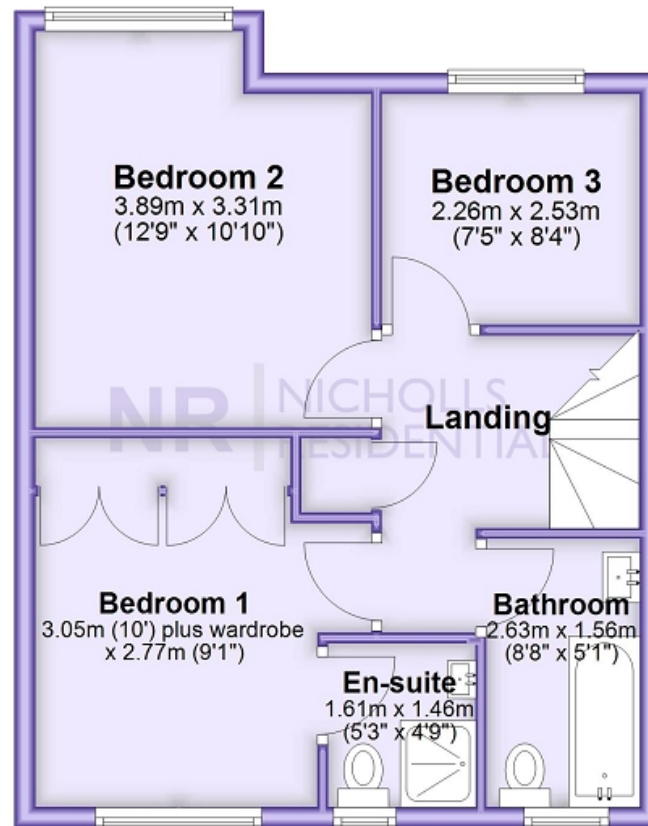 Bedroom 2
3.89m x 3.31m
(12'9" x 10'10")
Bedroom 3
2.26m x 2.53m
(7'5" x 8'4")
NR
NICHOLLS
RESIDENTIAL
Landing
Bedroom 1
3.05m (10') plus wardrobe
x 2.77m (9'1")
Bathroom
2.63m x 1.56m
(8'8" x 5'1")
En-suite
1.61m x 1.46m
(5'3" x 4'9")